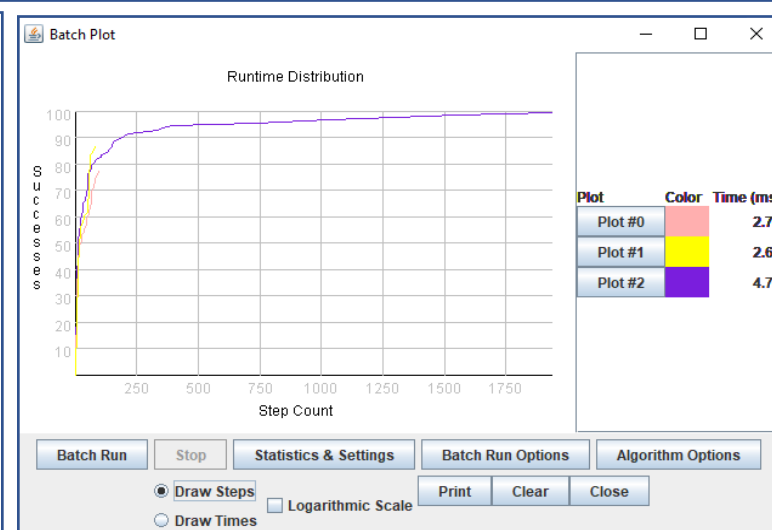 Batch Plot
Runtime Distribution
100
90
80
70
60
50
40
30
20
10
Successes
250 500 750 1000 1250 1500 1750
Step Count
Plot Color Time (ms
Plot #0 2.7
Plot #1 2.6
Plot #2 4.7
Batch Run Stop Statistics & Settings Batch Run Options Algorithm Options
Draw Steps Logarithmic Scale Print Clear Close
Draw Times